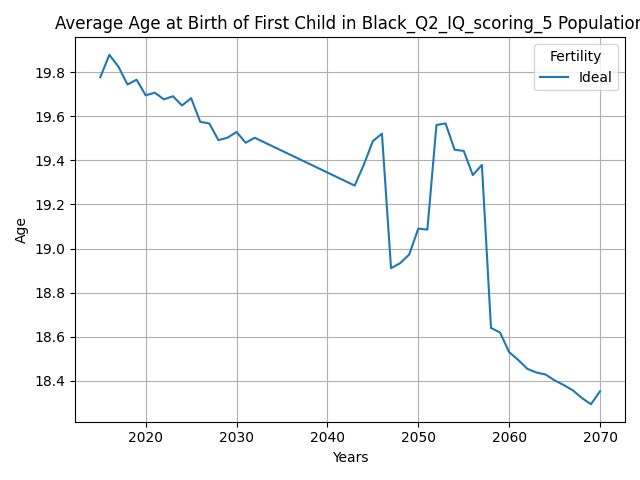 Average Age at Birth of First Child in Black_Q2_IQ_scoring_5 Population
Fertility
Ideal
19.8
19.6
19.4
19.2
19.0
18.8
18.6
18.4
Age
2020 2030 2040 2050 2060 2070
Years